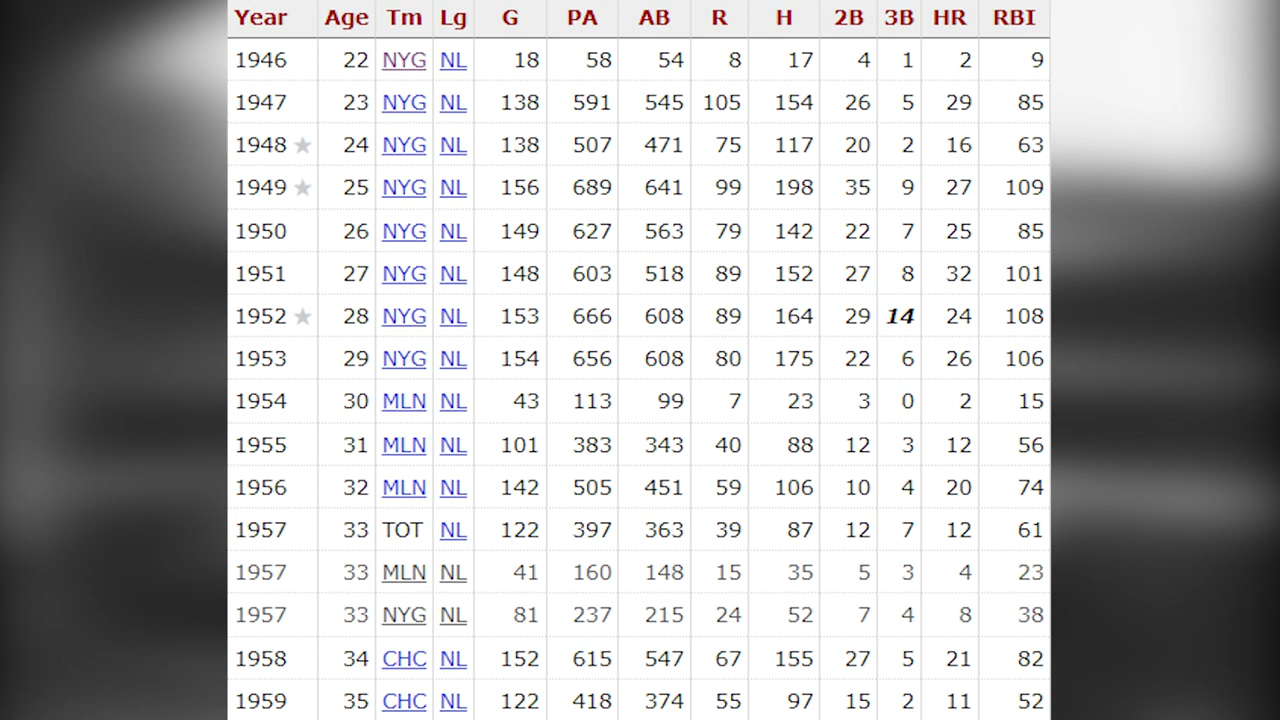 Year Age Tm Lg G PA AB R H 2B 3B HR RBI
1946 22 NYG NL 18 58 54 8 17 4 1 2 9
1947 23 NYG NL 138 591 545 105 154 26 5 29 85
1948 ★ 24 NYG NL 138 507 471 75 117 20 2 16 63
1949 ★ 25 NYG NL 156 689 641 99 198 35 9 27 109
1950 26 NYG NL 149 627 563 79 142 22 7 25 85
1951 27 NYG NL 148 603 518 89 152 27 8 32 101
1952 ★ 28 NYG NL 153 666 608 89 164 29 14 24 108
1953 29 NYG NL 154 656 608 80 175 22 6 26 106
1954 30 MLN NL 43 113 99 7 23 3 0 2 15
1955 31 MLN NL 101 383 343 40 88 12 3 12 56
1956 32 MLN NL 142 505 451 59 106 10 4 20 74
1957 33 TOT NL 122 397 363 39 87 12 7 12 61
1957 33 MLN NL 41 160 148 15 35 5 3 4 23
1957 33 NYG NL 81 237 215 24 52 7 4 8 38
1958 34 CHC NL 152 615 547 67 155 27 5 21 82
1959 35 CHC NL 122 418 374 55 97 15 2 11 52